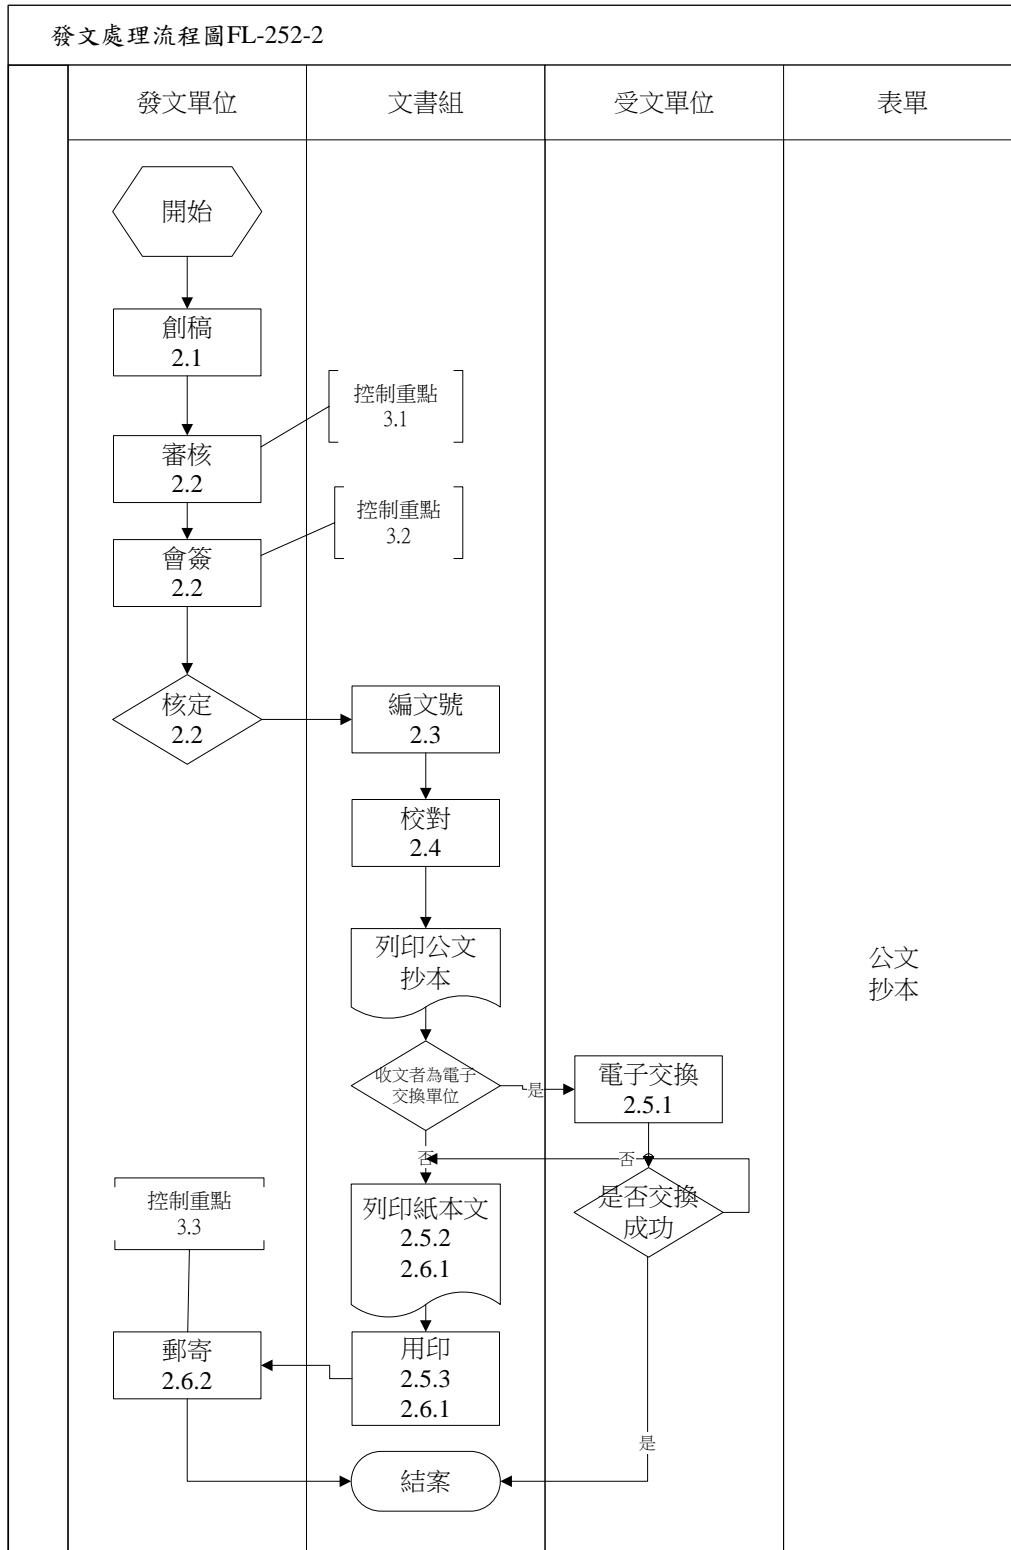 發文處理流程圖FL-252-2
發文單位
文書組
受文單位
表單
開始
創稿
2.1
控制重點
3.1
審核
2.2
控制重點
3.2
會簽
2.2
核定
2.2
編文號
2.3
校對
2.4
列印公文
抄本
公文
抄本
收文者為電子
交換單位
是
電子交換
2.5.1
否
否
是否交換
成功
列印紙本文
2.5.2
2.6.1
控制重點
3.3
郵寄
2.6.2
用印
2.5.3
2.6.1
是
結案